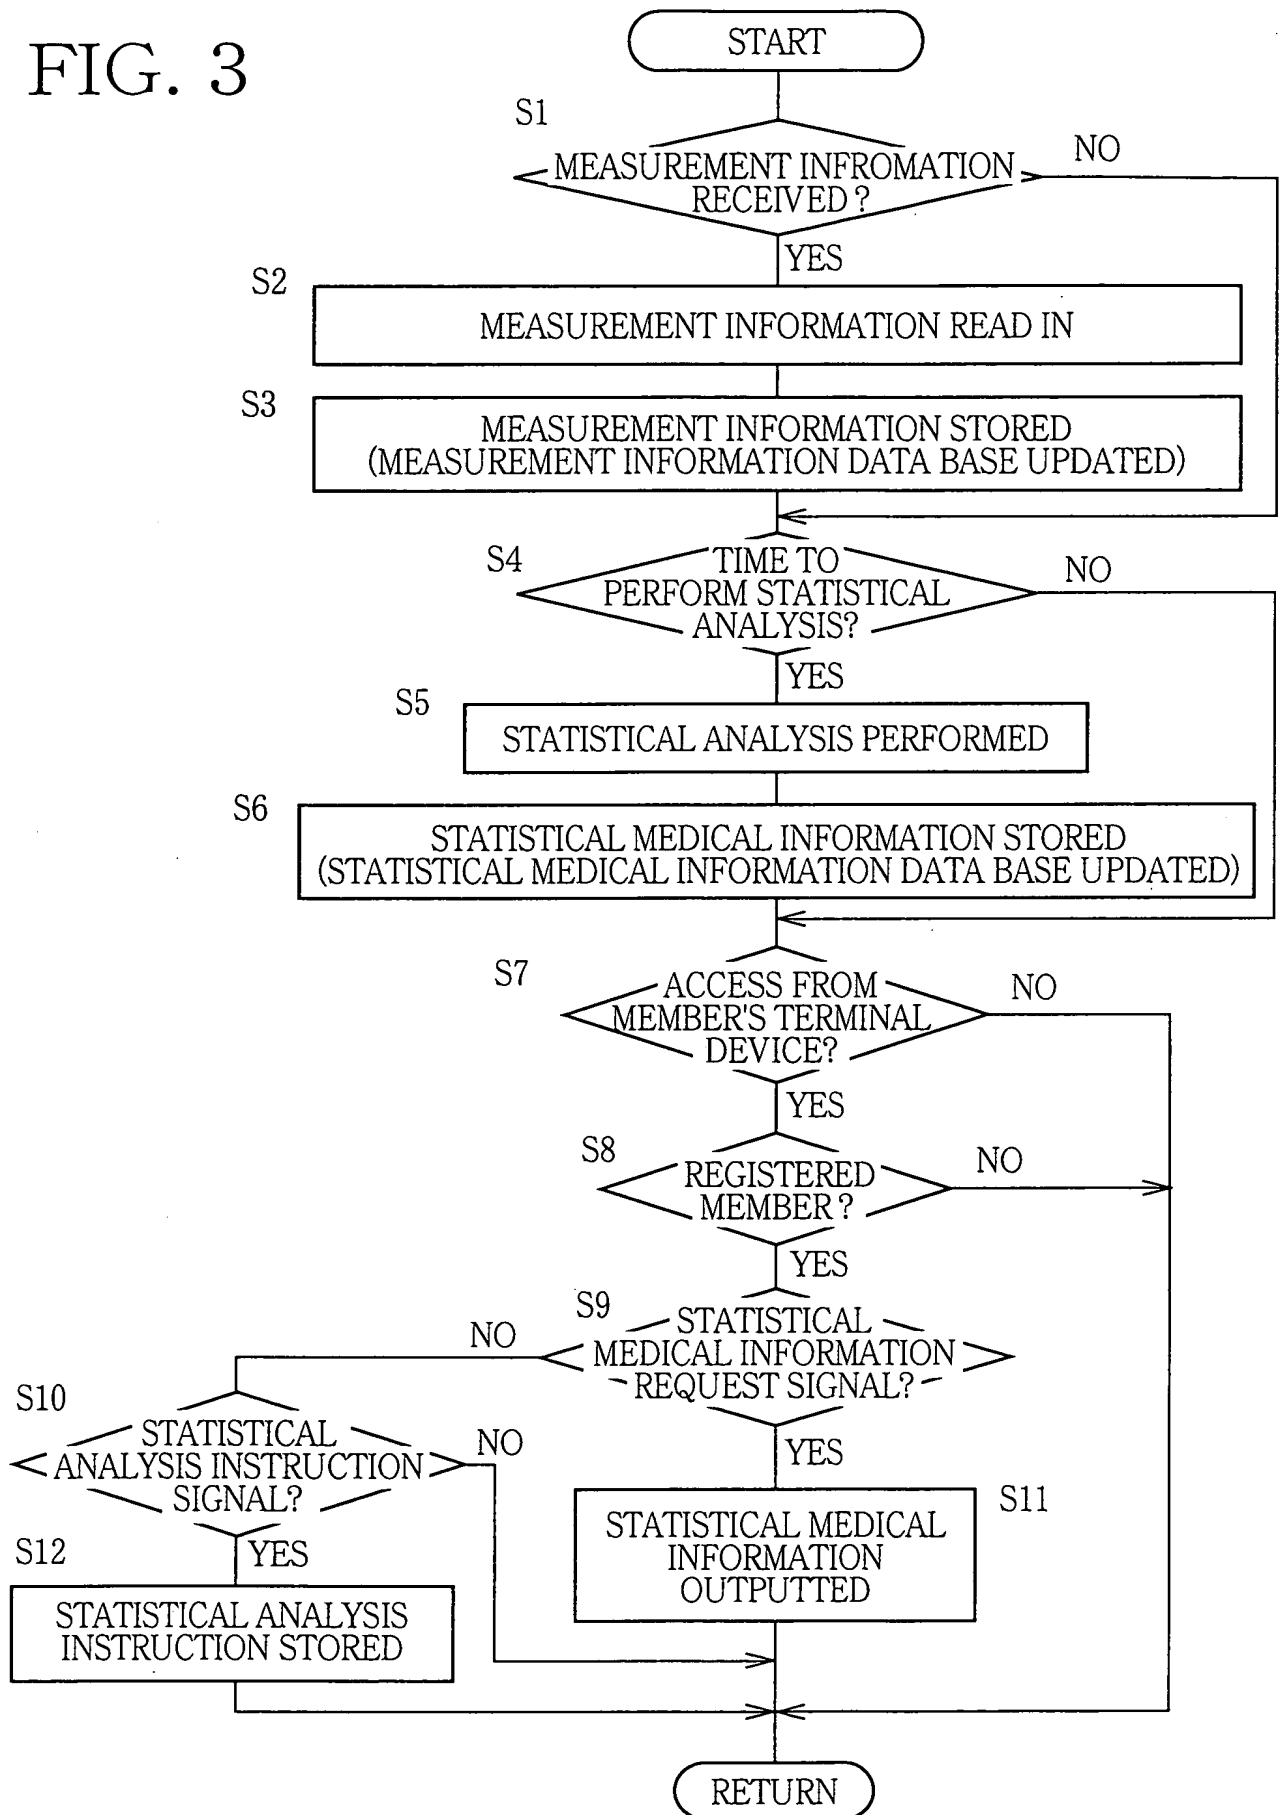 FIG. 3
START
S1
MEASUREMENT INFROMATION
RECEIVED?
NO
YES
S2
MEASUREMENT INFORMATION READ IN
S3
MEASUREMENT INFORMATION STORED
(MEASUREMENT INFORMATION DATA BASE UPDATED)
S4
TIME TO
PERFORM STATISTICAL
ANALYSIS?
NO
YES
S5
STATISTICAL ANALYSIS PERFORMED
S6
STATISTICAL MEDICAL INFORMATION STORED
(STATISTICAL MEDICAL INFORMATION DATA BASE UPDATED)
S7
ACCESS FROM
MEMBER'S TERMINAL
DEVICE?
NO
YES
S8
REGISTERED
MEMBER?
NO
YES
S9
STATISTICAL
MEDICAL INFORMATION
REQUEST SIGNAL?
NO
YES
S10
STATISTICAL
ANALYSIS INSTRUCTION
SIGNAL?
NO
YES
S11
STATISTICAL MEDICAL
INFORMATION
OUTPUTTED
S12
STATISTICAL ANALYSIS
INSTRUCTION STORED
RETURN